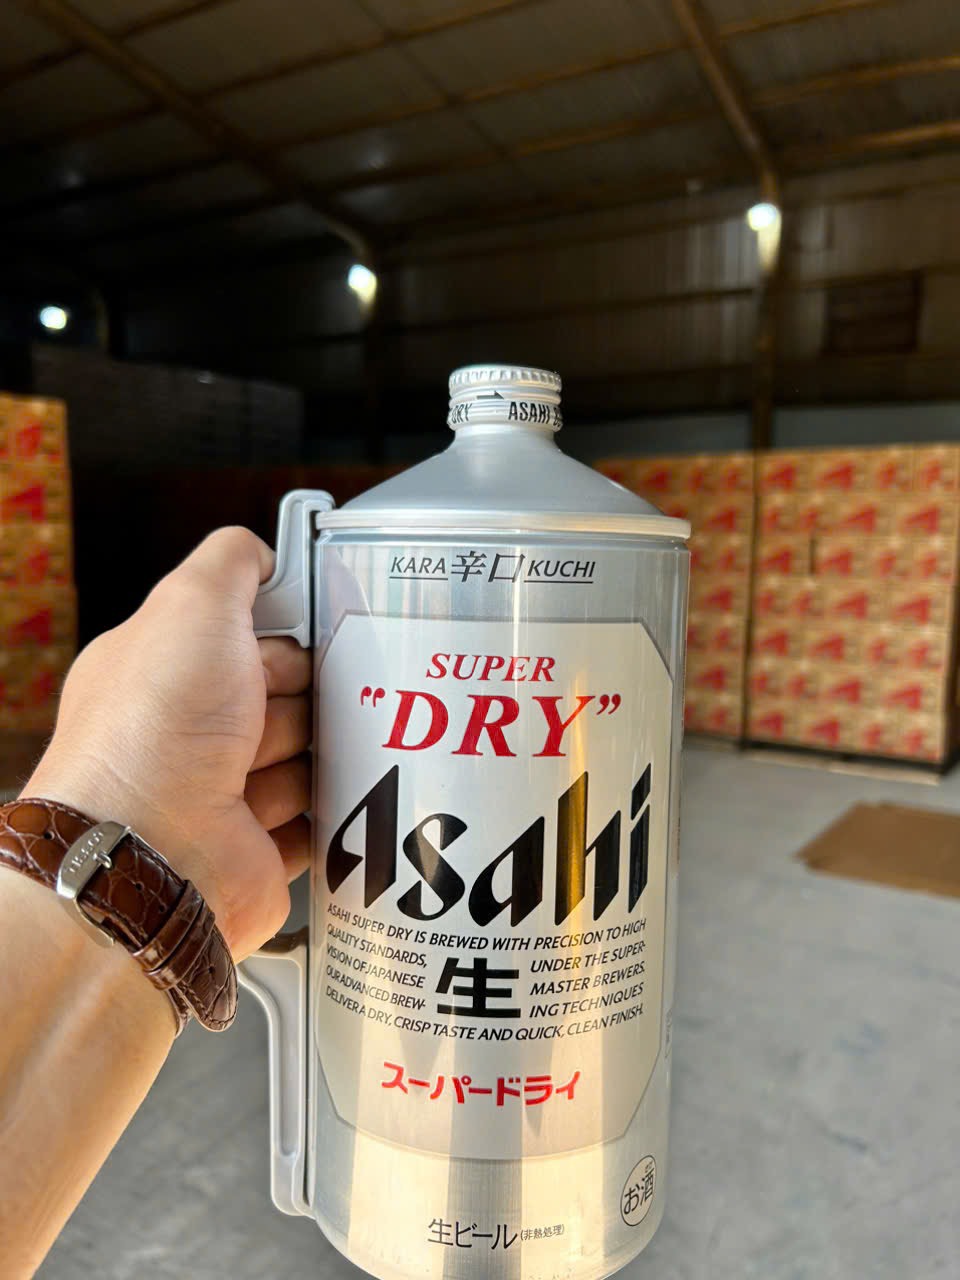 DRY → ASAHI
KARA 辛口 KUCHI
SUPER
"DRY"
Asahi
ASAHI SUPER DRY IS BREWED WITH PRECISION TO HIGH
QUALITY STANDARDS, UNDER THE SUPER-
VISION OF JAPANESE MASTER BREWERS.
OUR ADVANCED BREW- ING TECHNIQUES
生
DELIVER A DRY, CRISP TASTE AND QUICK, CLEAN FINISH.
スーパードライ
お酒
生ビール (非熱処理)